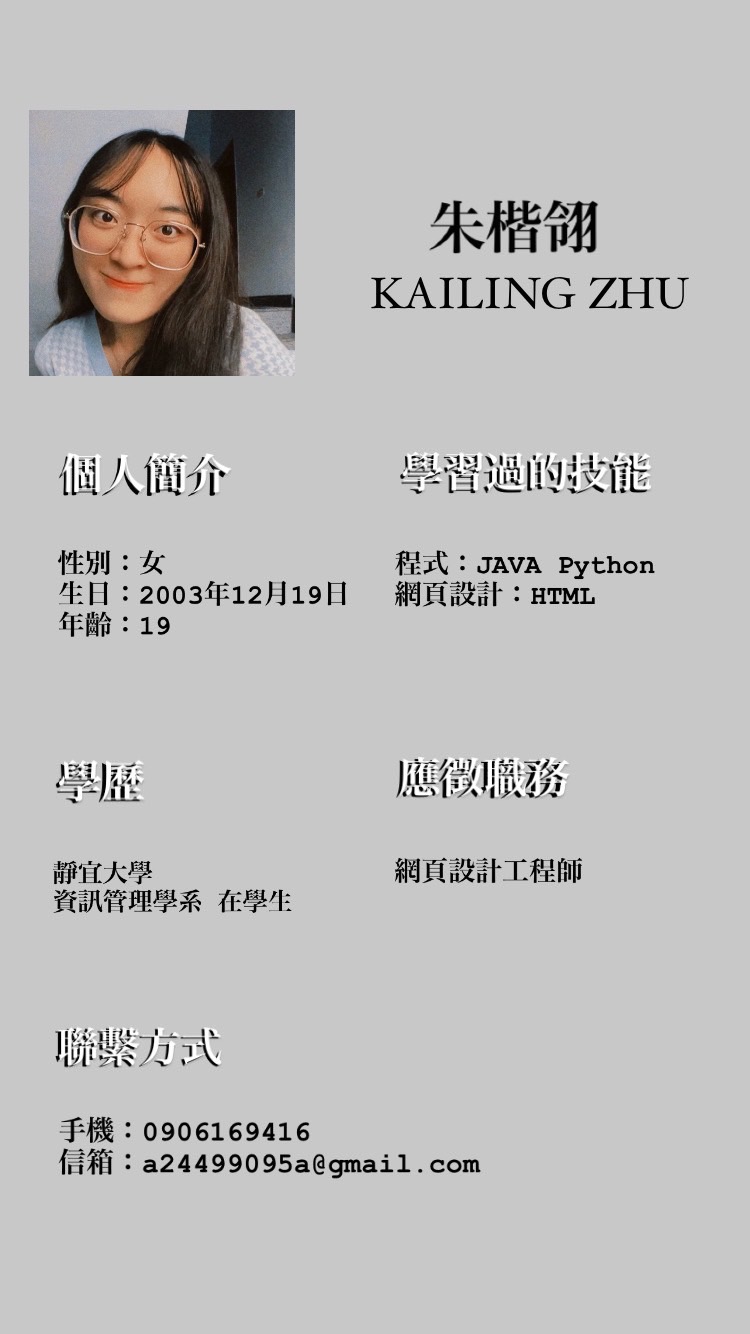 朱楷翎
KAILING ZHU
個人簡介
性別：女
生日：2003年12月19日
年齡：19
學習過的技能
程式：JAVA Python
網頁設計：HTML
學歷
靜宜大學
資訊管理學系 在學生
應徵職務
網頁設計工程師
聯繫方式
手機：0906169416
信箱：a24499095a@gmail.com